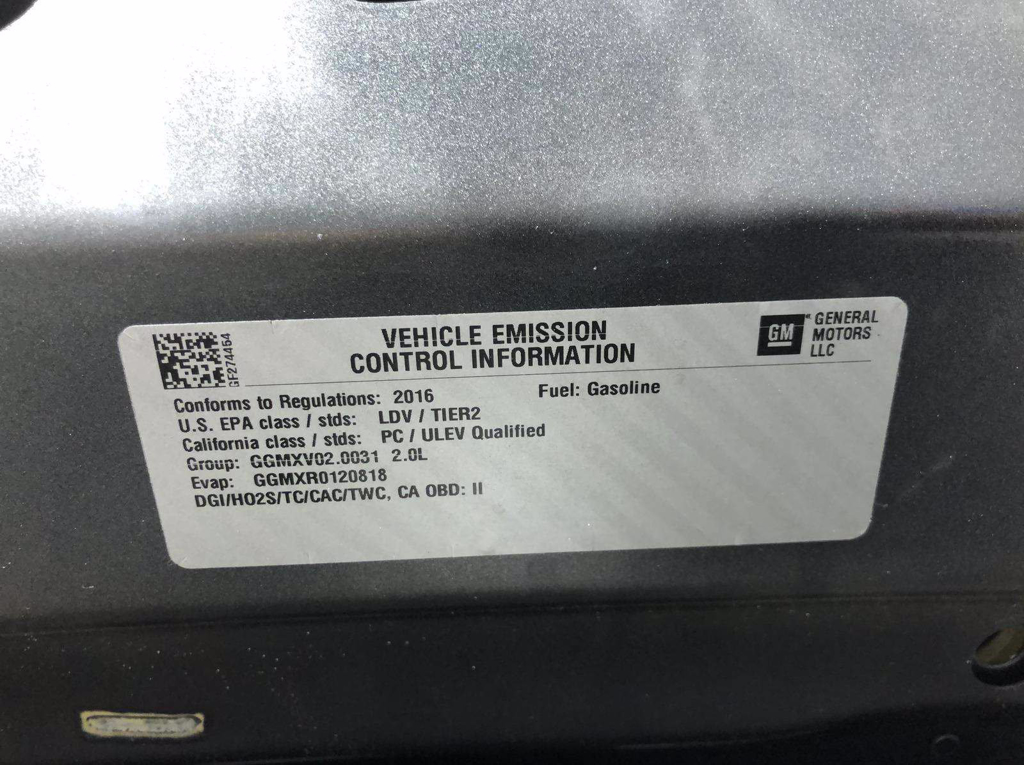 VEHICLE EMISSION
CONTROL INFORMATION
GM
GENERAL
MOTORS
LLC
GF274454
Conforms to Regulations: 2016 Fuel: Gasoline
U.S. EPA class / stds: LDV / TIER2
California class / stds: PC / ULEV Qualified
Group: GGMXV02.0031 2.0L
Evap: GGMXR0120818
DGI/HO2S/TC/CAC/TWC, CA OBD: II